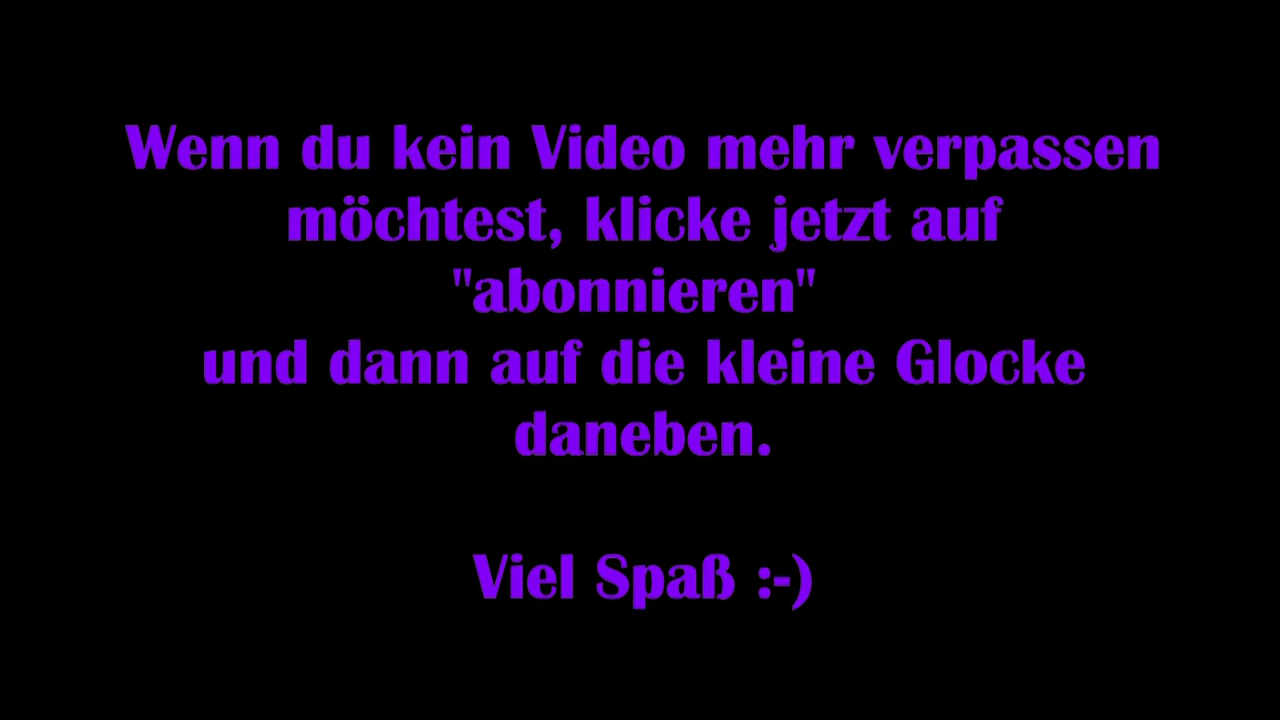 Wenn du kein Video mehr verpassen
möchtest, klicke jetzt auf
"abonnieren"
und dann auf die kleine Glocke
daneben.
Viel Spaß :-)